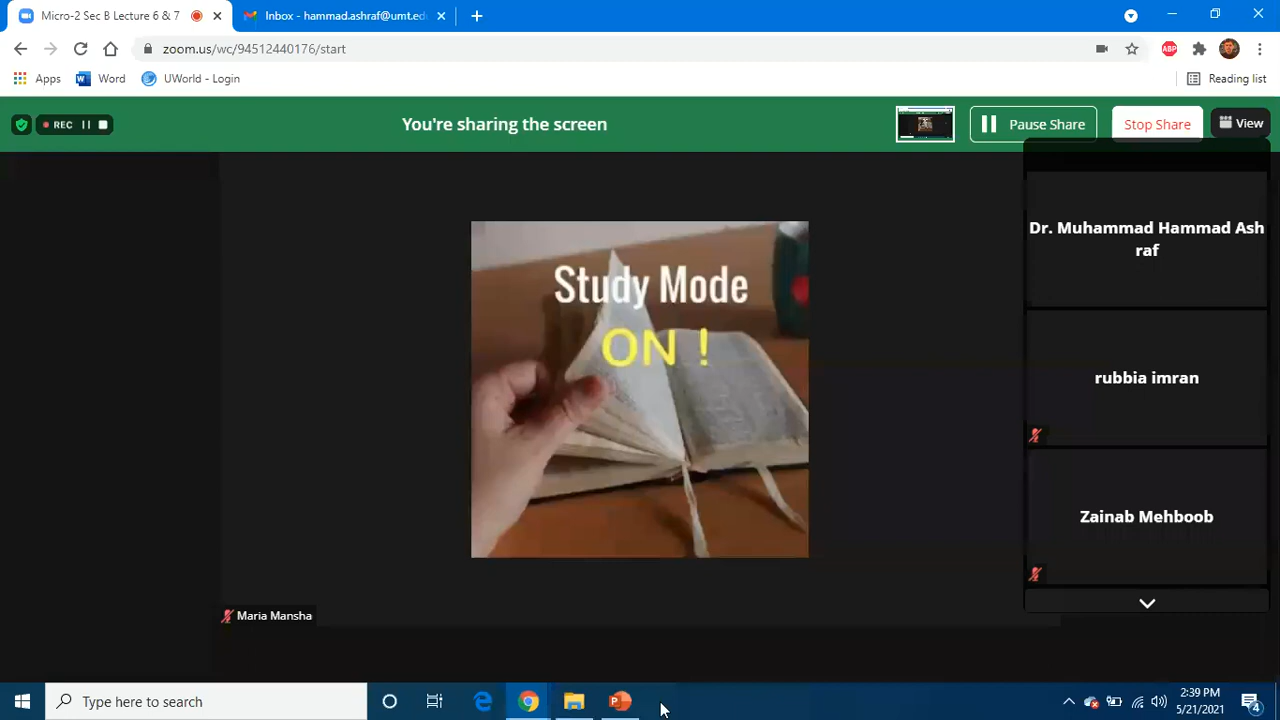 Micro-2 Sec B Lecture 6 & 7
Inbox - hammad.ashraf@umt.ed
zoom.us/wc/94512440176/start
ABP
Apps
Word
UWorld - Login
Reading list
REC
You're sharing the screen
Pause Share
Stop Share
View
Study Mode
ON !
Dr. Muhammad Hammad Ash
raf
rubbia imran
Zainab Mehboob
Maria Mansha
Type here to search
2:39 PM
5/21/2021
4